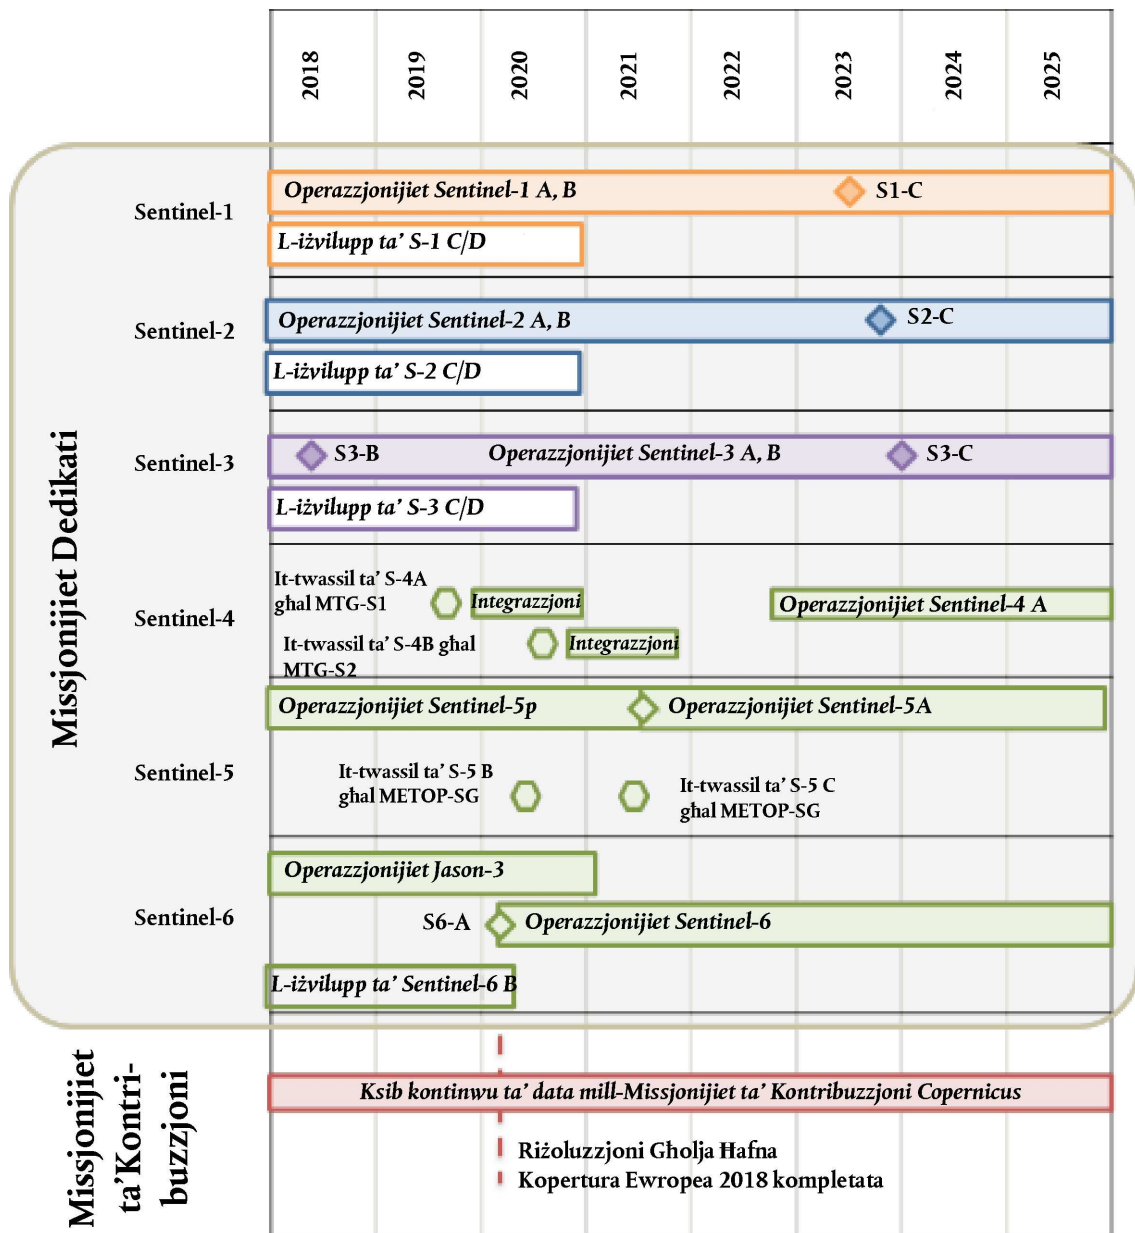 2018 2019 2020 2021 2022 2023 2024 2025
Missjonijiet Dedikati
Sentinel-1
Operazzjonijiet Sentinel-1 A, B
S1-C
L-iżvilupp ta’ S-1 C/D
Sentinel-2
Operazzjonijiet Sentinel-2 A, B
S2-C
L-iżvilupp ta’ S-2 C/D
Sentinel-3
S3-B
Operazzjonijiet Sentinel-3 A, B
S3-C
L-iżvilupp ta’ S-3 C/D
Sentinel-4
It-twassil ta’ S-4A
għal MTG-S1
Integrazzjoni
Operazzjonijiet Sentinel-4 A
It-twassil ta’ S-4B għal
MTG-S2
Integrazzjoni
Sentinel-5
Operazzjonijiet Sentinel-5p
Operazzjonijiet Sentinel-5A
It-twassil ta’ S-5 B
għal METOP-SG
It-twassil ta’ S-5 C
għal METOP-SG
Sentinel-6
Operazzjonijiet Jason-3
S6-A
Operazzjonijiet Sentinel-6
L-iżvilupp ta’ Sentinel-6 B
Missjonijiet
ta’Kontri-
buzzjoni
Ksib kontinwu ta’ data mill-Missjonijiet ta’ Kontribuzzjoni Copernicus
Riżoluzzjoni Għolja Ħafna
Kopertura Ewropea 2018 kompletata